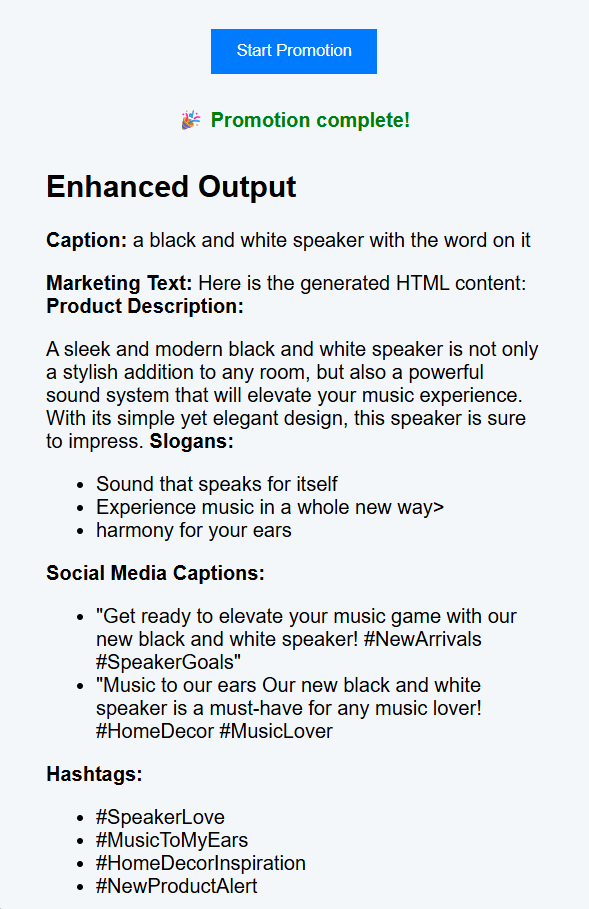 Start Promotion
🎉 Promotion complete!
Enhanced Output
Caption: a black and white speaker with the word on it
Marketing Text: Here is the generated HTML content:
Product Description:
A sleek and modern black and white speaker is not only
a stylish addition to any room, but also a powerful
sound system that will elevate your music experience.
With its simple yet elegant design, this speaker is sure
to impress. Slogans:
• Sound that speaks for itself
• Experience music in a whole new way>
• harmony for your ears
Social Media Captions:
• "Get ready to elevate your music game with our
new black and white speaker! #NewArrivals
#SpeakerGoals"
• "Music to our ears Our new black and white
speaker is a must-have for any music lover!
#HomeDecor #MusicLover
Hashtags:
• #SpeakerLove
• #MusicToMyEars
• #HomeDecorInspiration
• #NewProductAlert